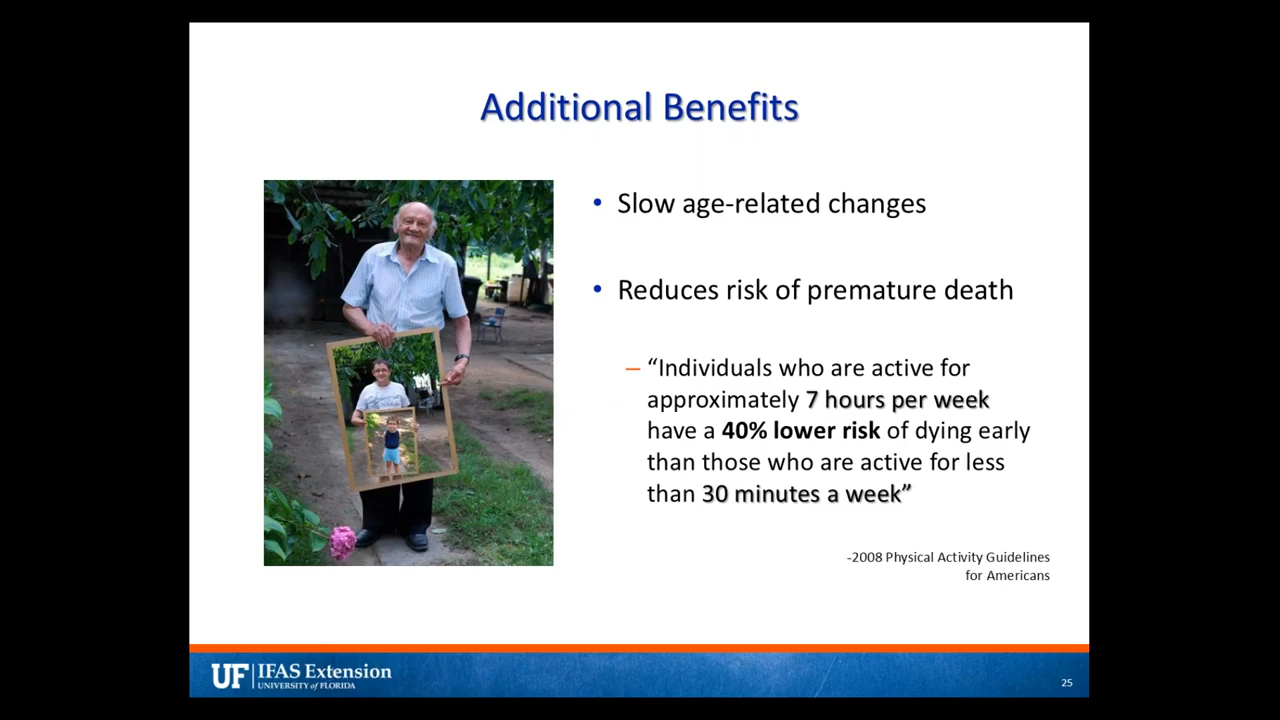 Additional Benefits
• Slow age-related changes
• Reduces risk of premature death
– “Individuals who are active for
approximately 7 hours per week
have a 40% lower risk of dying early
than those who are active for less
than 30 minutes a week”
-2008 Physical Activity Guidelines
for Americans
UF IFAS Extension
UNIVERSITY of FLORIDA
25